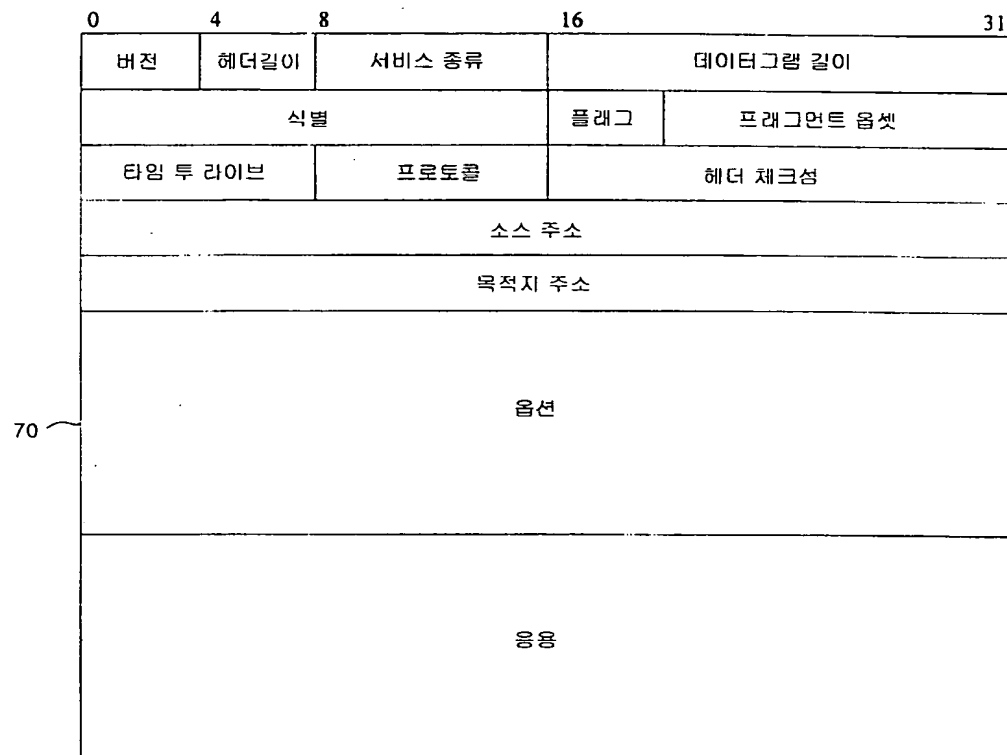 0 4 8 16 31
버전 헤더길이 서비스 종류 데이터그램 길이
식별 플래그 프래그먼트 옵셋
타임 투 라이브 프로토콜 헤더 체크섬
소스 주소
목적지 주소
옵션
70
응용